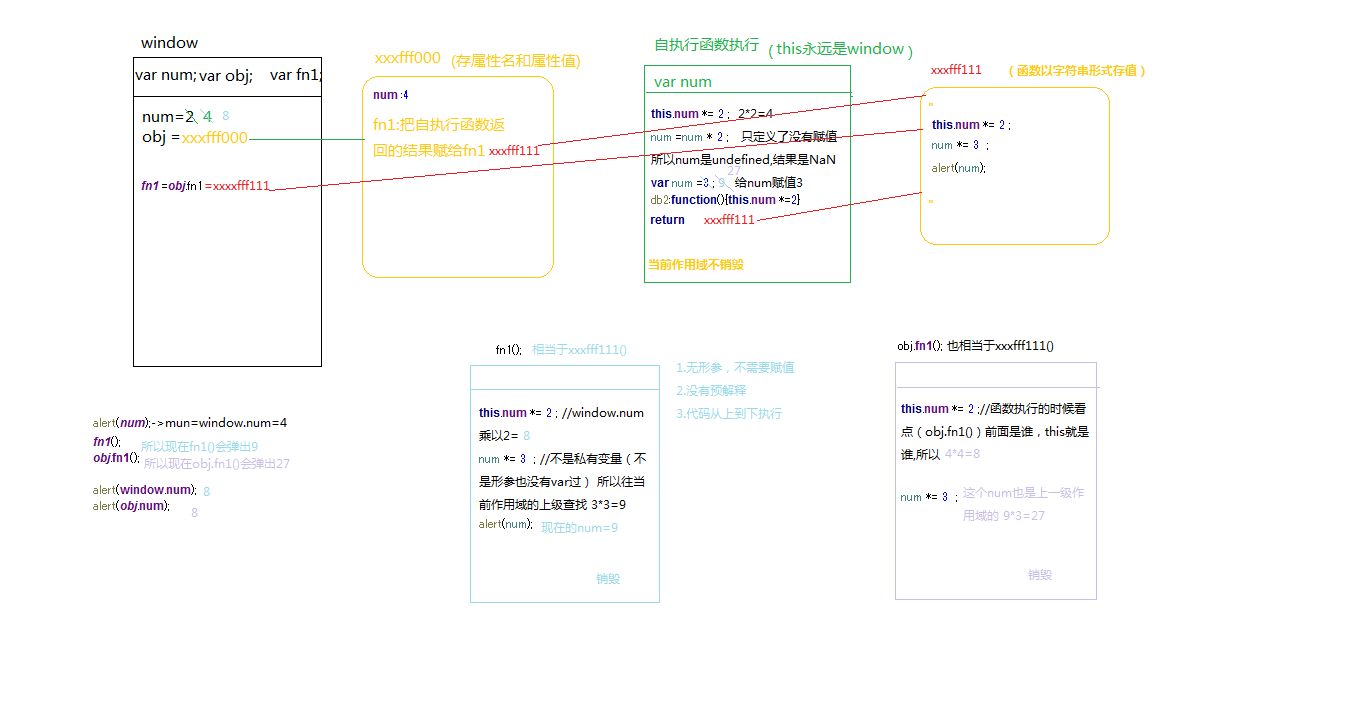 window
var num; var obj; var fn1;
num=2 4 8
obj =xxxfff000
fn1 =obj.fn1 =xxxxfff111
xxxfff000 (存属性名和属性值)
num :4
fn1:把自执行函数返
回的结果赋给fn1 xxxfff111
自执行函数执行 ( this永远是window )
var num
this.num *= 2 ; 2*2=4
num =num * 2 ; 只定义了没有赋值
所以num是undefined,结果是NaN
27
var num =3 ; 9 给num赋值3
db2:function(){this.num *=2}
return xxxfff111
当前作用域不销毁
xxxfff111 （函数以字符串形式存值）
"
this.num *= 2 ;
num *= 3 ;
alert(num);
"
alert(num);->mun=window.num=4
fn1(); 所以现在fn1()会弹出9
obj.fn1(); 所以现在obj.fn1()会弹出27
alert(window.num); 8
alert(obj.num); 8
fn1(); 相当于xxxfff111()
this.num *= 2 ; //window.num
乘以2= 8
num *= 3 ; //不是私有变量（不
是形参也没有var过） 所以往当
前作用域的上级查找 3*3=9
alert(num); 现在的num=9
销毁
1.无形参，不需要赋值
2.没有预解释
3.代码从上到下执行
obj.fn1(); 也相当于xxxfff111()
this.num *= 2 ;//函数执行的时候看
点（obj.fn1()）前面是谁，this就是
谁,所以 4*4=8
num *= 3 ; 这个num也是上一级作
用域的 9*3=27
销毁